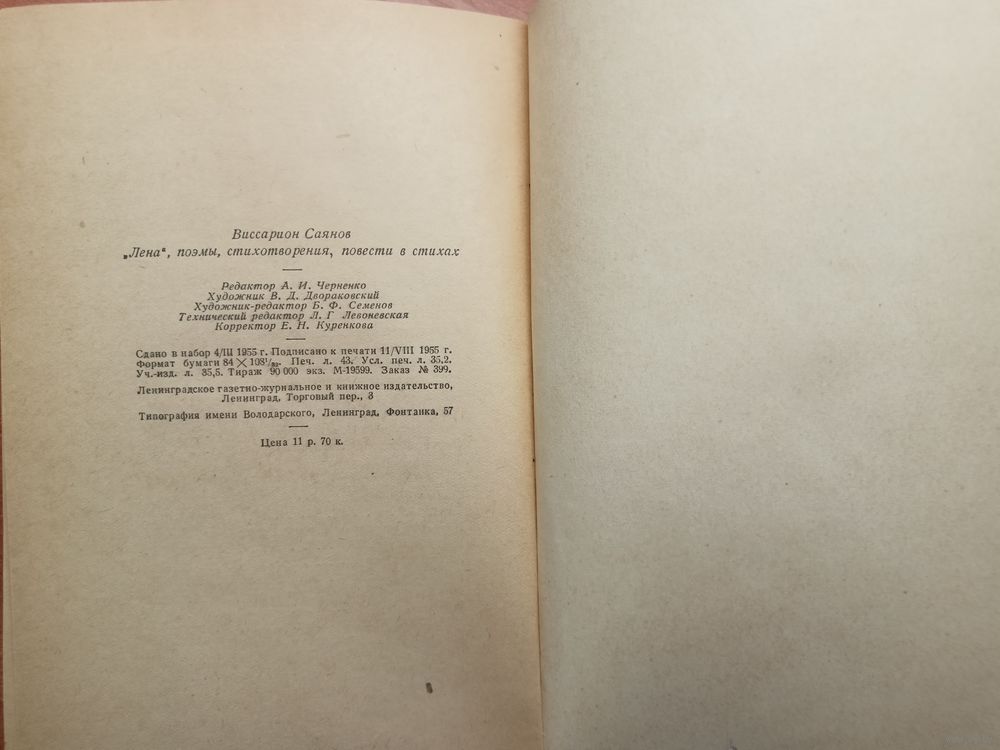 Виссарион Саянов
„Лена“, поэмы, стихотворения, повести в стихах
Редактор А. И. Черненко
Художник В. Д. Двораковский
Художник-редактор Б. Ф. Семенов
Технический редактор Л. Г Левоневская
Корректор Е. Н. Куренкова
Сдано в набор 4/III 1955 г. Подписано к печати 11/VIII 1955 г.
Формат бумаги 84 × 108¹/₃₂. Печ. л. 43. Усл. печ. л. 35,2.
Уч.-изд. л. 35,5. Тираж 90 000 экз. М-19599. Заказ № 399.
Ленинградское газетно-журнальное и книжное издательство,
Ленинград, Торговый пер., 3
Типография имени Володарского, Ленинград, Фонтанка, 57
Цена 11 р. 70 к.